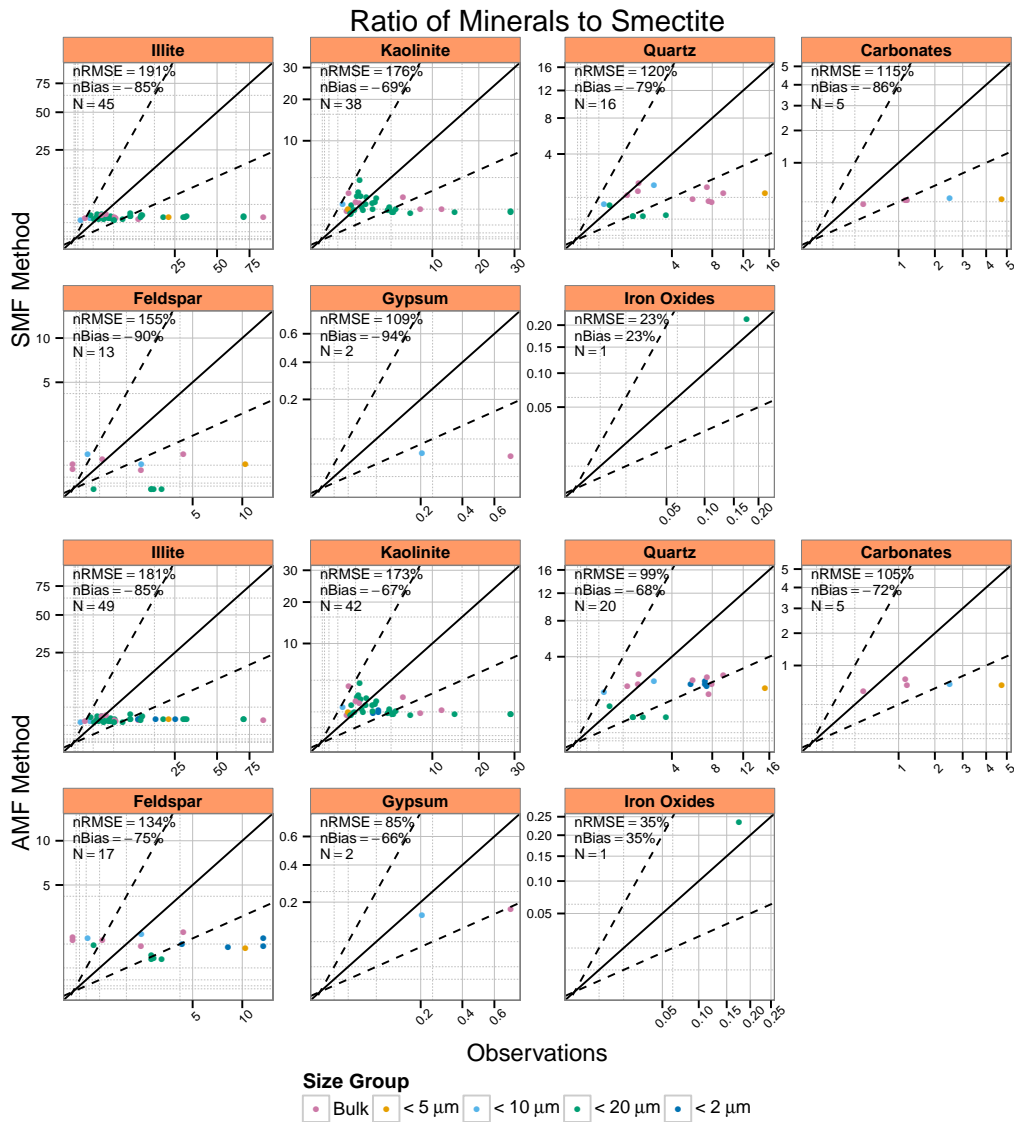 Ratio of Minerals to Smectite
Illite
nRMSE = 191%
nBias = −85%
N = 45
75
50
25
25
50
75
Kaolinite
nRMSE = 176%
nBias = −69%
N = 38
30
20
10
10
20
30
Quartz
nRMSE = 120%
nBias = −79%
N = 16
16
12
8
4
4
8
12
16
Carbonates
nRMSE = 115%
nBias = −86%
N = 5
5
4
3
2
1
1
2
3
4
5
SMF Method
Feldspar
nRMSE = 155%
nBias = −90%
N = 13
10
5
5
10
Gypsum
nRMSE = 109%
nBias = −94%
N = 2
0.6
0.4
0.2
0.2
0.4
0.6
Iron Oxides
nRMSE = 23%
nBias = 23%
N = 1
0.20
0.15
0.10
0.05
0.05
0.10
0.15
0.20
Illite
nRMSE = 181%
nBias = −85%
N = 49
75
50
25
25
50
75
Kaolinite
nRMSE = 173%
nBias = −67%
N = 42
30
20
10
10
20
30
Quartz
nRMSE = 99%
nBias = −68%
N = 20
16
12
8
4
4
8
12
16
Carbonates
nRMSE = 105%
nBias = −72%
N = 5
5
4
3
2
1
1
2
3
4
5
AMF Method
Feldspar
nRMSE = 134%
nBias = −75%
N = 17
10
5
5
10
Gypsum
nRMSE = 85%
nBias = −66%
N = 2
0.6
0.4
0.2
0.2
0.4
0.6
Iron Oxides
nRMSE = 35%
nBias = 35%
N = 1
0.25
0.20
0.15
0.10
0.05
0.05
0.10
0.15
0.20
0.25
Observations
Size Group
Bulk < 5 μm < 10 μm < 20 μm < 2 μm